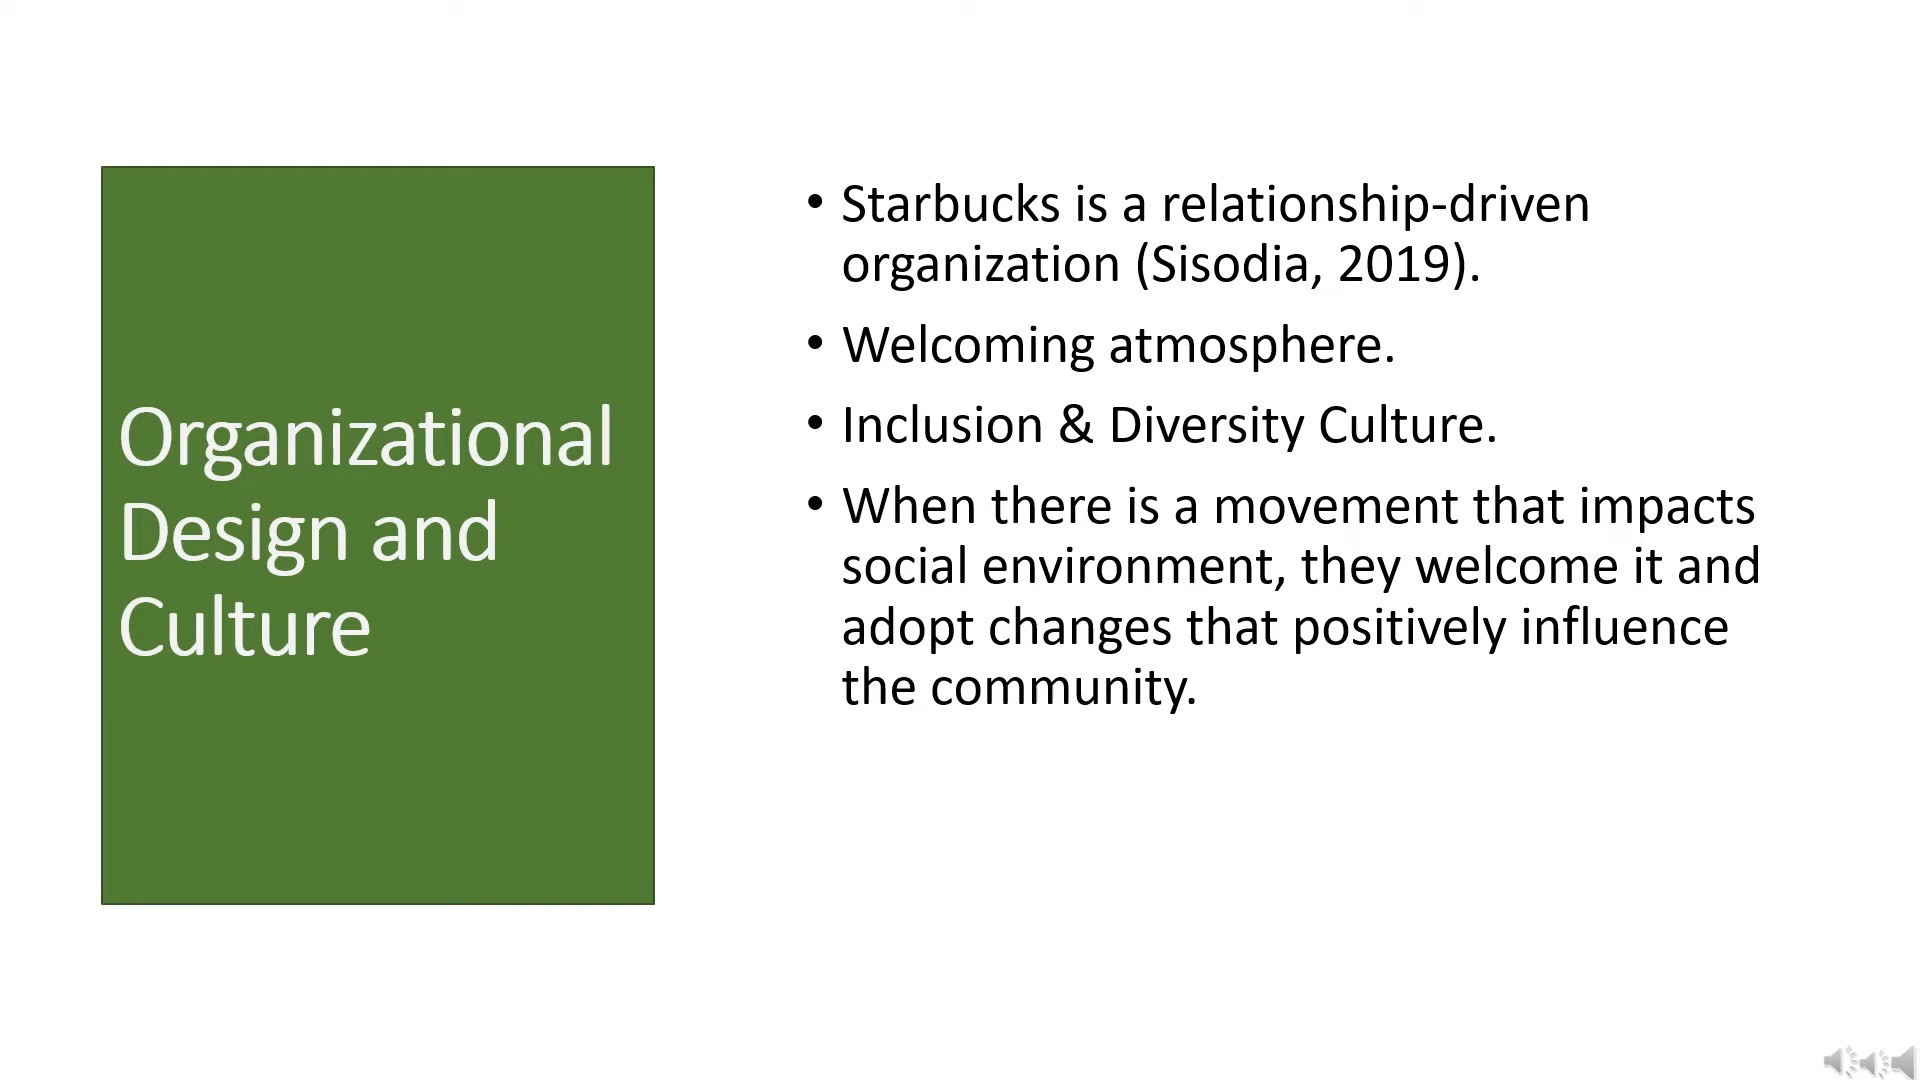 Organizational
Design and
Culture
• Starbucks is a relationship-driven
organization (Sisodia, 2019).
• Welcoming atmosphere.
• Inclusion & Diversity Culture.
• When there is a movement that impacts
social environment, they welcome it and
adopt changes that positively influence
the community.